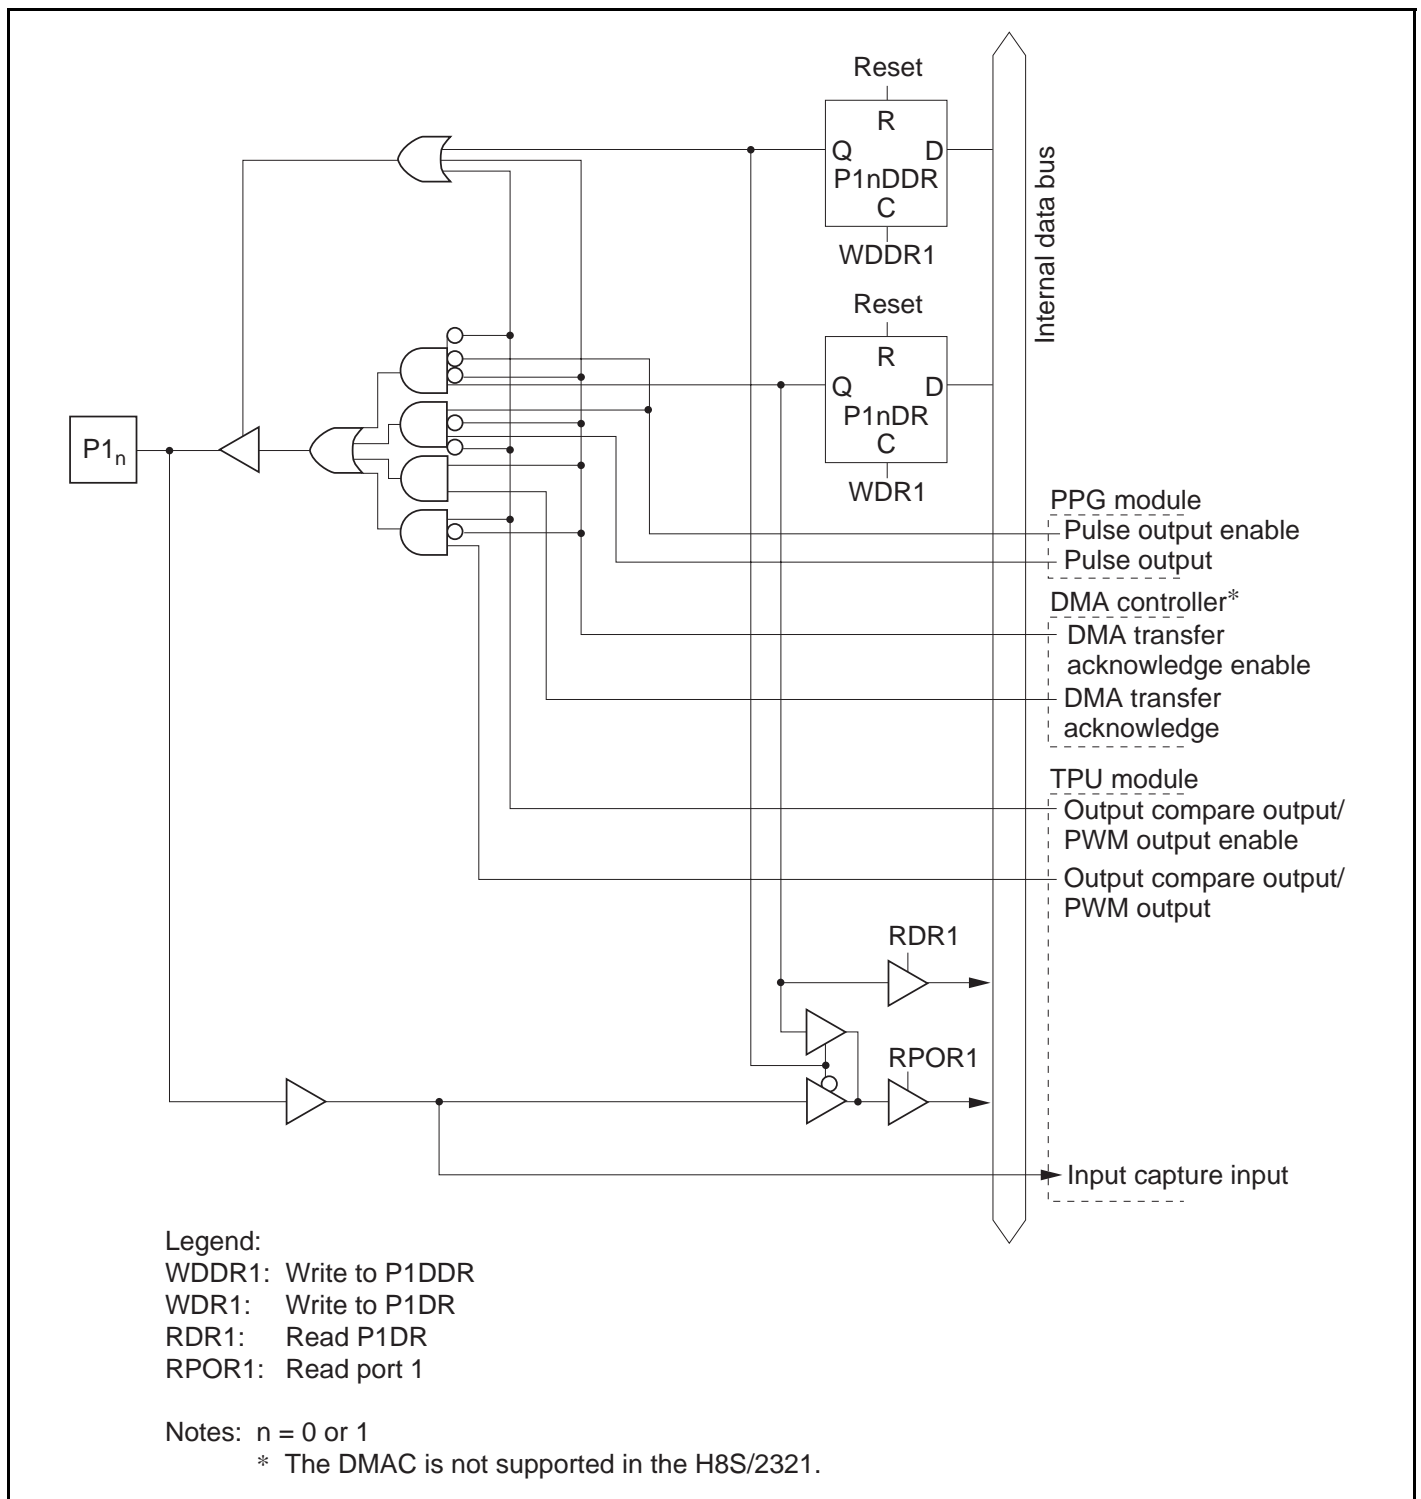 Reset
R
Q D
P1nDDR
C
WDDR1
Internal data bus
Reset
R
Q D
P1nDR
C
WDR1
P1n
PPG module
Pulse output enable
Pulse output
DMA controller*
DMA transfer
acknowledge enable
DMA transfer
acknowledge
TPU module
Output compare output/
PWM output enable
Output compare output/
PWM output
RDR1
RPOR1
Input capture input
Legend:
WDDR1: Write to P1DDR
WDR1: Write to P1DR
RDR1: Read P1DR
RPOR1: Read port 1
Notes: n = 0 or 1
* The DMAC is not supported in the H8S/2321.